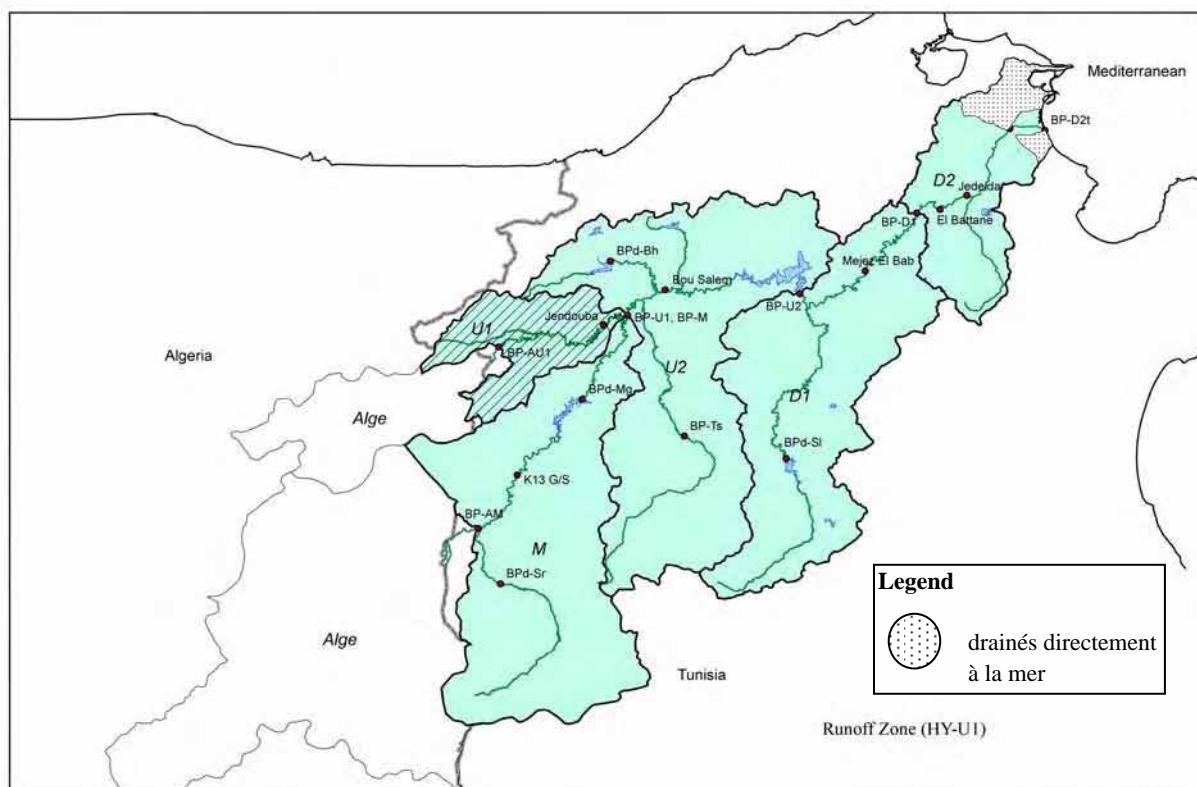 Mediterranean
BP-D2t
D2
Jedeida
BP-D1
El Battane
BPd-Bh
Mejez El Bab
Bou Salem
BP-U2
U1
Jendouba
BP-U1, BP-M
BP-AU1
Algeria
U2
BPd-Mg
D1
Alge
BP-Ts
BPd-Sl
K13 G/S
BP-AM
M
BPd-Sr
Alge
Tunisia
Legend
drainés directement
à la mer
Runoff Zone (HY-U1)